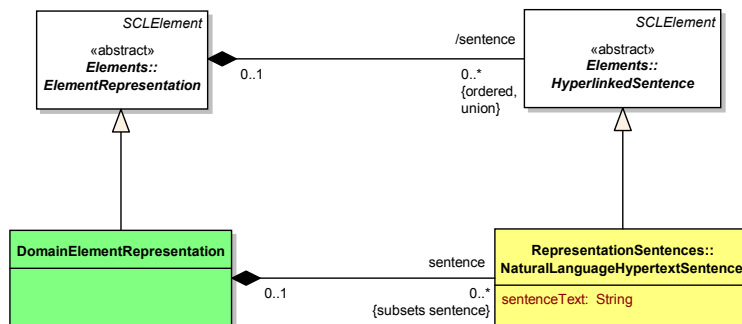 SCLElement
«abstract»
Elements::
ElementRepresentation
/sentence
0..1
0..*
{ordered,
union}
SCLElement
«abstract»
Elements::
HyperlinkedSentence
DomainElementRepresentation
sentence
0..1
0..*
{subsets sentence}
RepresentationSentences::
NaturalLanguageHypertextSentence
sentenceText: String